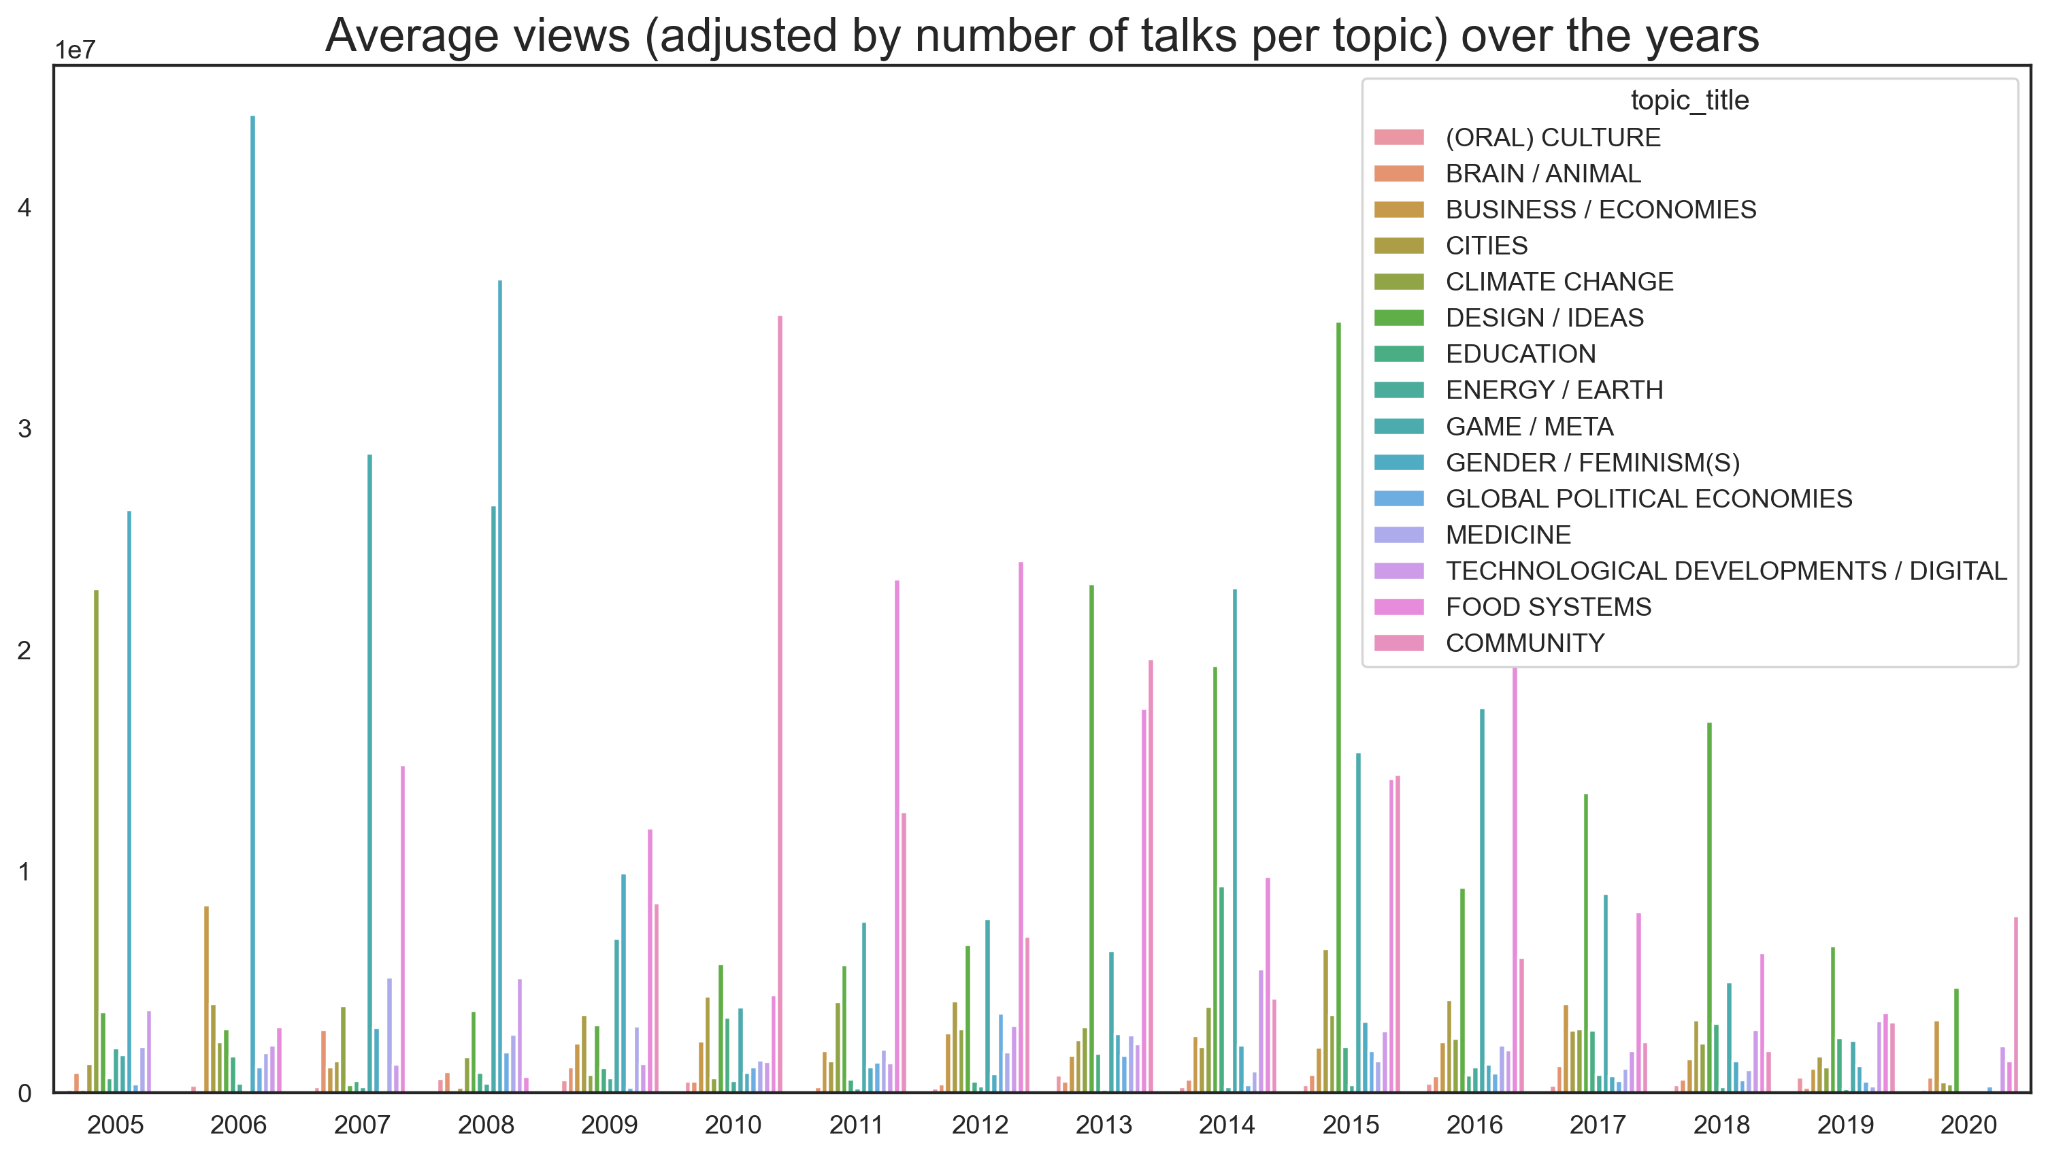 Average views (adjusted by number of talks per topic) over the years
1e7
topic_title
(ORAL) CULTURE
BRAIN / ANIMAL
BUSINESS / ECONOMIES
CITIES
CLIMATE CHANGE
DESIGN / IDEAS
EDUCATION
ENERGY / EARTH
GAME / META
GENDER / FEMINISM(S)
GLOBAL POLITICAL ECONOMIES
MEDICINE
TECHNOLOGICAL DEVELOPMENTS / DIGITAL
FOOD SYSTEMS
COMMUNITY
4
3
2
1
0
2005 2006 2007 2008 2009 2010 2011 2012 2013 2014 2015 2016 2017 2018 2019 2020